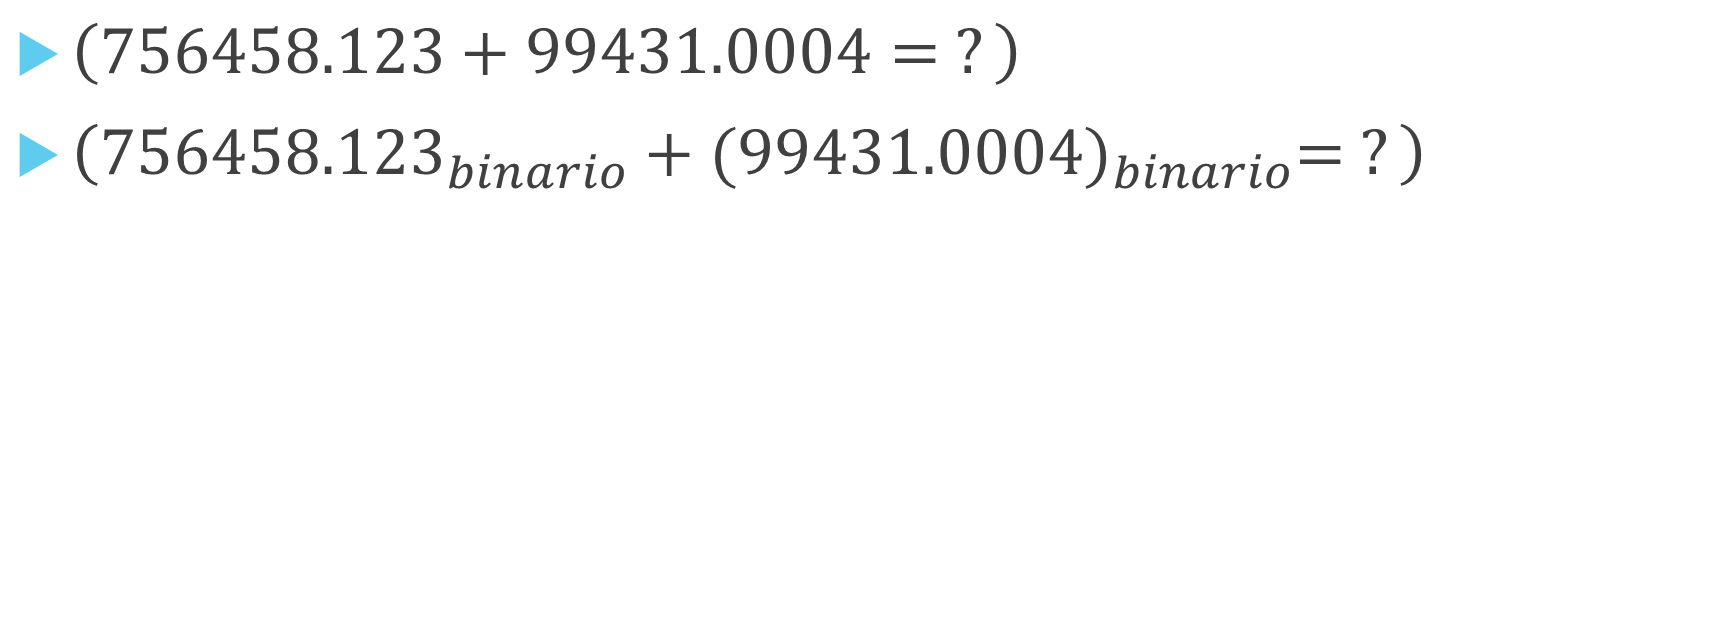 (756458.123 + 99431.0004 = ? )
(756458.123binario + (99431.0004)binario= ? )